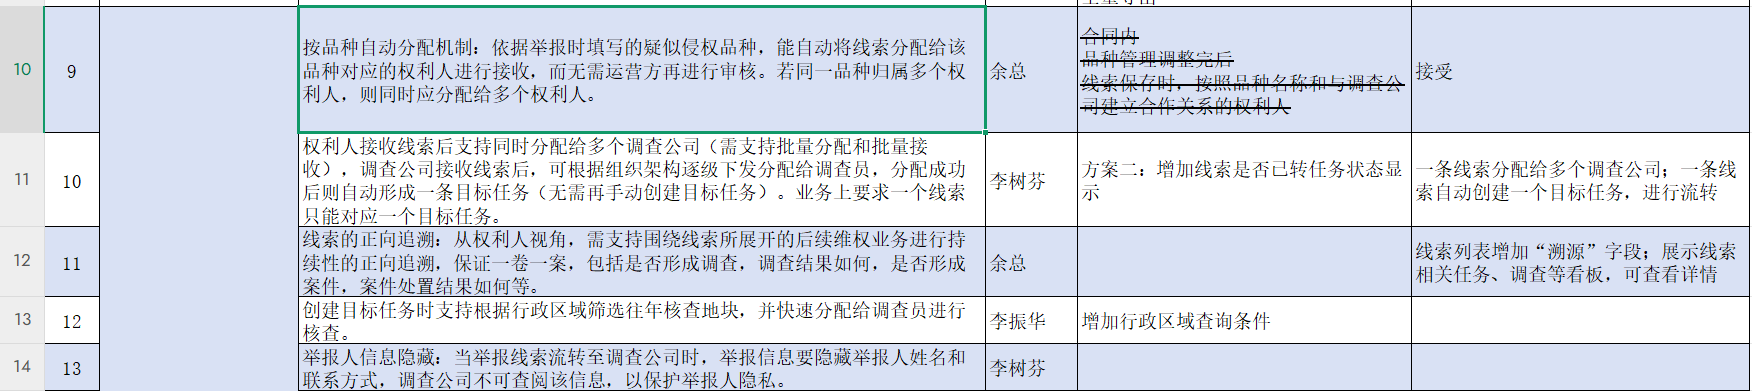 10
9
按品种自动分配机制：依据举报时填写的疑似侵权品种，能自动将线索分配给该
品种对应的权利人进行接收，而无需运营方再进行审核。若同一品种归属多个权
利人，则同时应分配给多个权利人。
余总
合同内
品种管理调整完后
线索保存时，按照品种名称和与调查公
司建立合作关系的权利人
接受
11
10
权利人接收线索后支持同时分配给多个调查公司（需支持批量分配和批量接
收），调查公司接收线索后，可根据组织架构逐级下发分配给调查员，分配成功
后则自动形成一条目标任务（无需再手动创建目标任务）。业务上要求一个线索
只能对应一个目标任务。
李树芬
方案二：增加线索是否已转任务状态显
示
一条线索分配给多个调查公司；一条线
索自动创建一个目标任务，进行流转
12
11
线索的正向追溯：从权利人视角，需支持围绕线索所展开的后续维权业务进行持
续性的正向追溯，保证一卷一案，包括是否形成调查，调查结果如何，是否形成
案件，案件处置结果如何等。
余总
线索列表增加“溯源”字段；展示线索
相关任务、调查等看板，可查看详情
13
12
创建目标任务时支持根据行政区域筛选往年核查地块，并快速分配给调查员进行
核查。
李振华
增加行政区域查询条件
14
13
举报人信息隐藏：当举报线索流转至调查公司时，举报信息要隐藏举报人姓名和
联系方式，调查公司不可查阅该信息，以保护举报人隐私。
李树芬